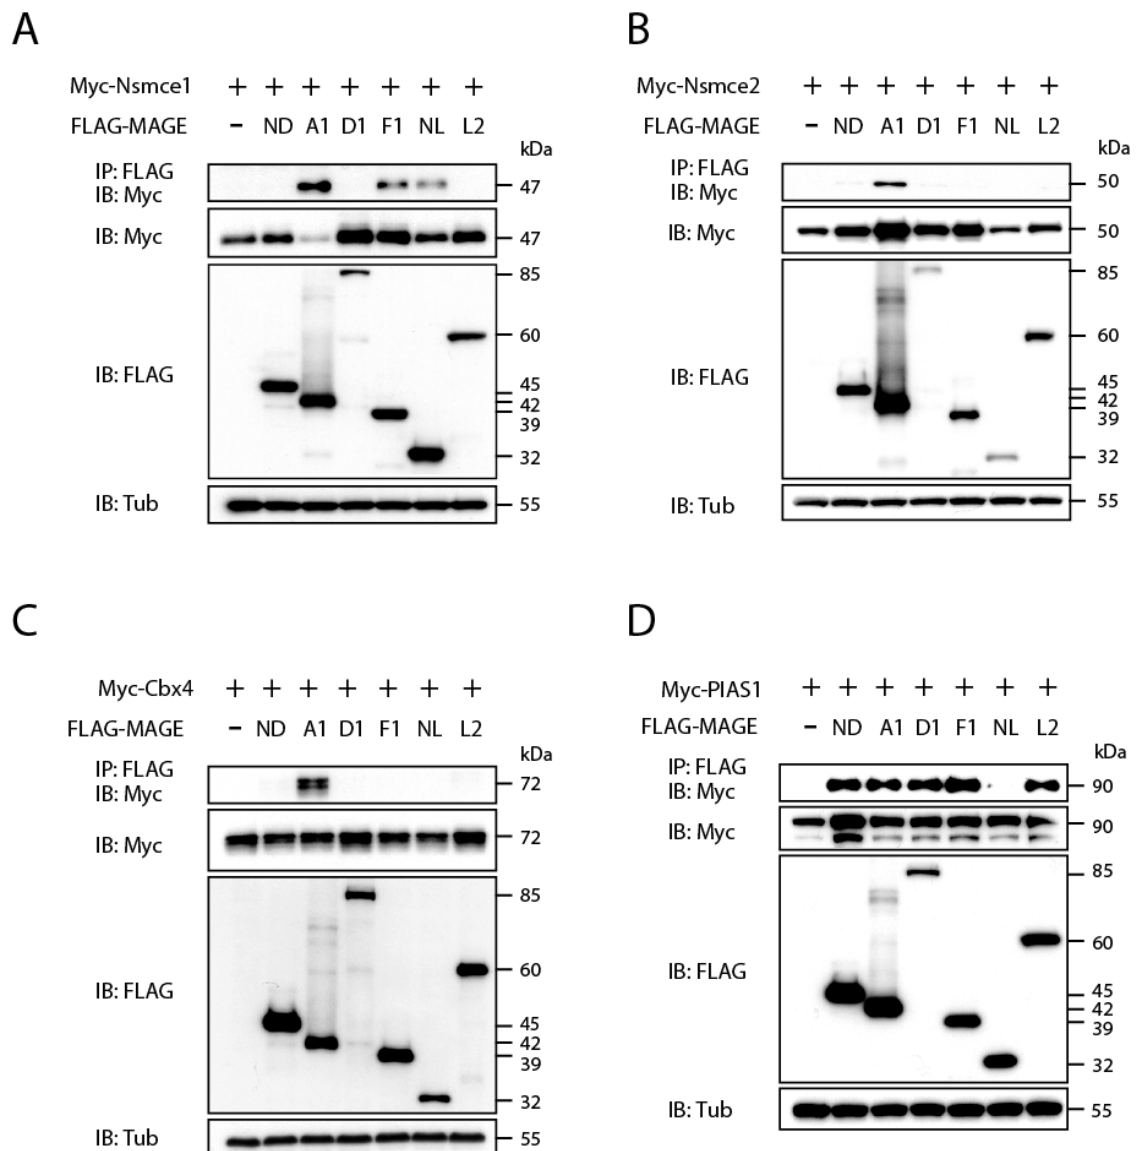 A
Myc-Nsmce1 + + + + + + +
FLAG-MAGE – ND A1 D1 F1 NL L2
kDa
IP: FLAG
IB: Myc
47
IB: Myc
47
85
60
IB: FLAG
45
42
39
32
IB: Tub
55
B
Myc-Nsmce2 + + + + + + +
FLAG-MAGE – ND A1 D1 F1 NL L2
kDa
IP: FLAG
IB: Myc
50
IB: Myc
50
85
60
IB: FLAG
45
42
39
32
IB: Tub
55
C
Myc-Cbx4 + + + + + + +
FLAG-MAGE – ND A1 D1 F1 NL L2
kDa
IP: FLAG
IB: Myc
72
IB: Myc
72
85
60
IB: FLAG
45
42
39
32
IB: Tub
55
D
Myc-PIAS1 + + + + + + +
FLAG-MAGE – ND A1 D1 F1 NL L2
kDa
IP: FLAG
IB: Myc
90
IB: Myc
90
85
60
IB: FLAG
45
42
39
32
IB: Tub
55